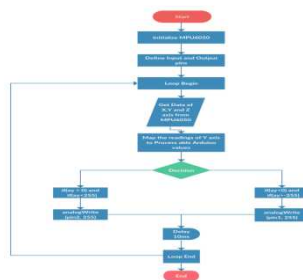 Start
Initialize MPU6050
Define Input and Output
pins
Loop Begin
Get Data of
X,Y and Z
axis from
MPU6050
Map the readings of Y axis
to Process able Arduino
values
Decision
analogWrite
analogWrite
Delay
10ms
Loop End
End